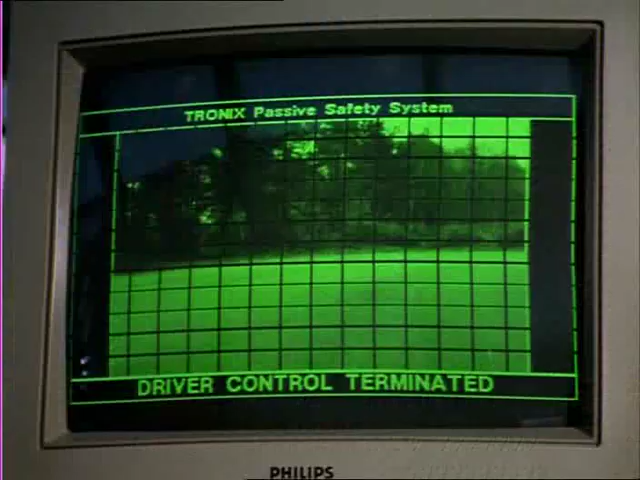 TRONIX Passive Safety System
DRIVER CONTROL TERMINATED
PHILIPS